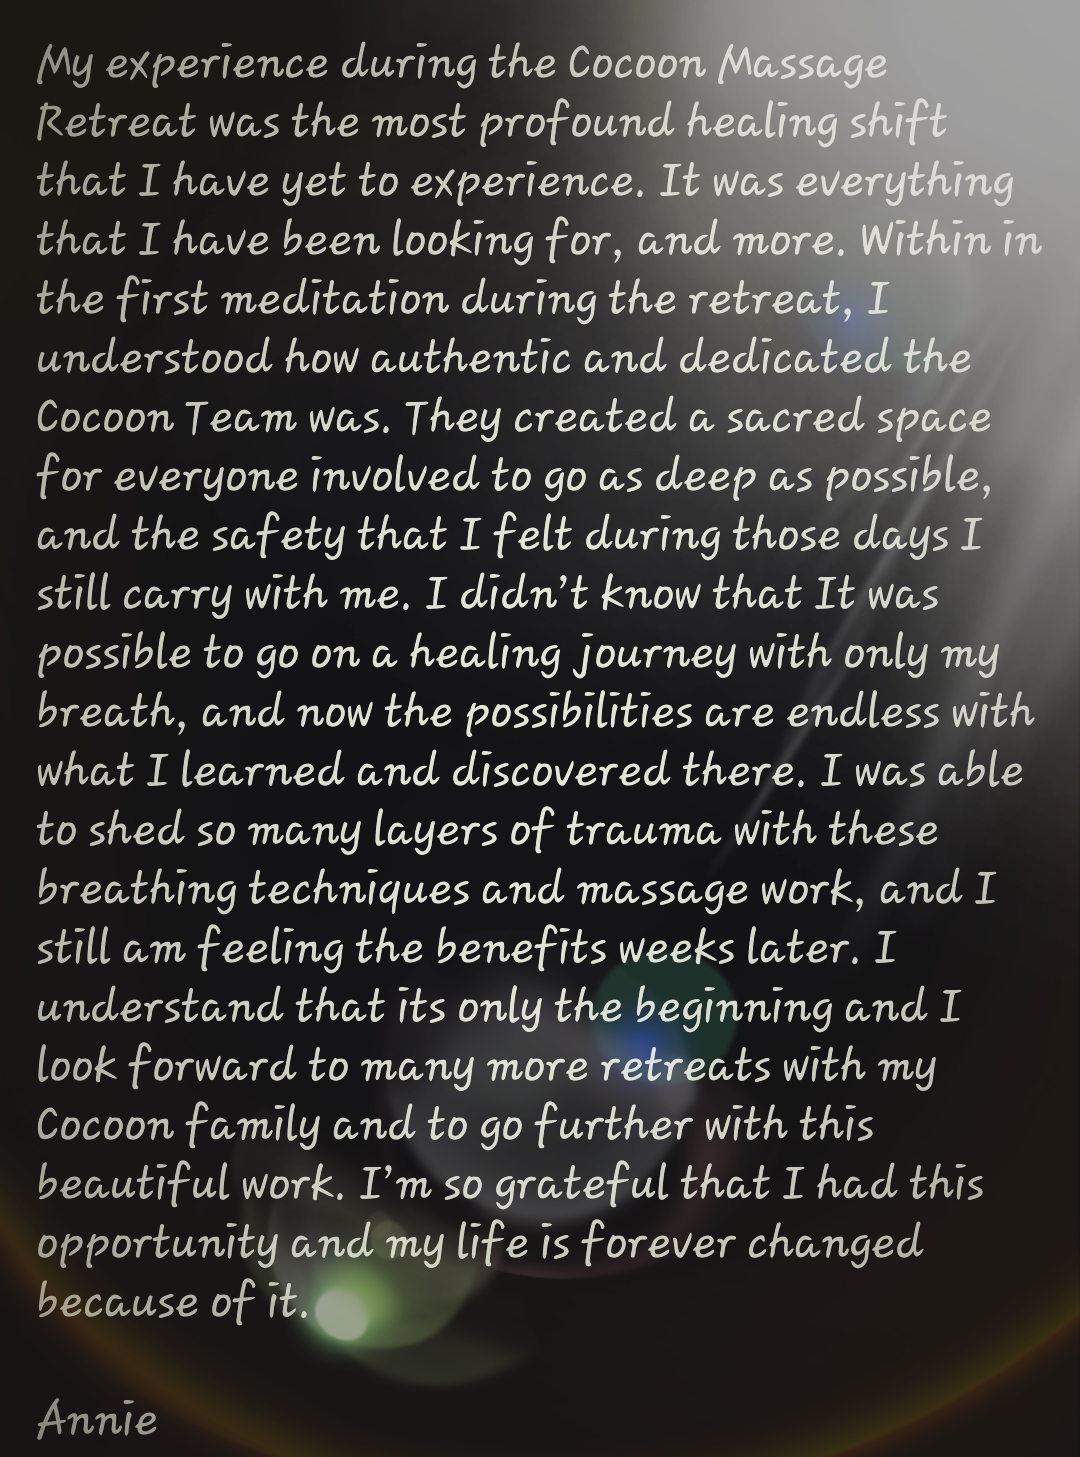 My experience during the Cocoon Massage
Retreat was the most profound healing shift
that I have yet to experience. It was everything
that I have been looking for, and more. Within in
the first meditation during the retreat, I
understood how authentic and dedicated the
Cocoon Team was. They created a sacred space
for everyone involved to go as deep as possible,
and the safety that I felt during those days I
still carry with me. I didn’t know that It was
possible to go on a healing journey with only my
breath, and now the possibilities are endless with
what I learned and discovered there. I was able
to shed so many layers of trauma with these
breathing techniques and massage work, and I
still am feeling the benefits weeks later. I
understand that its only the beginning and I
look forward to many more retreats with my
Cocoon family and to go further with this
beautiful work. I’m so grateful that I had this
opportunity and my life is forever changed
because of it.
Annie